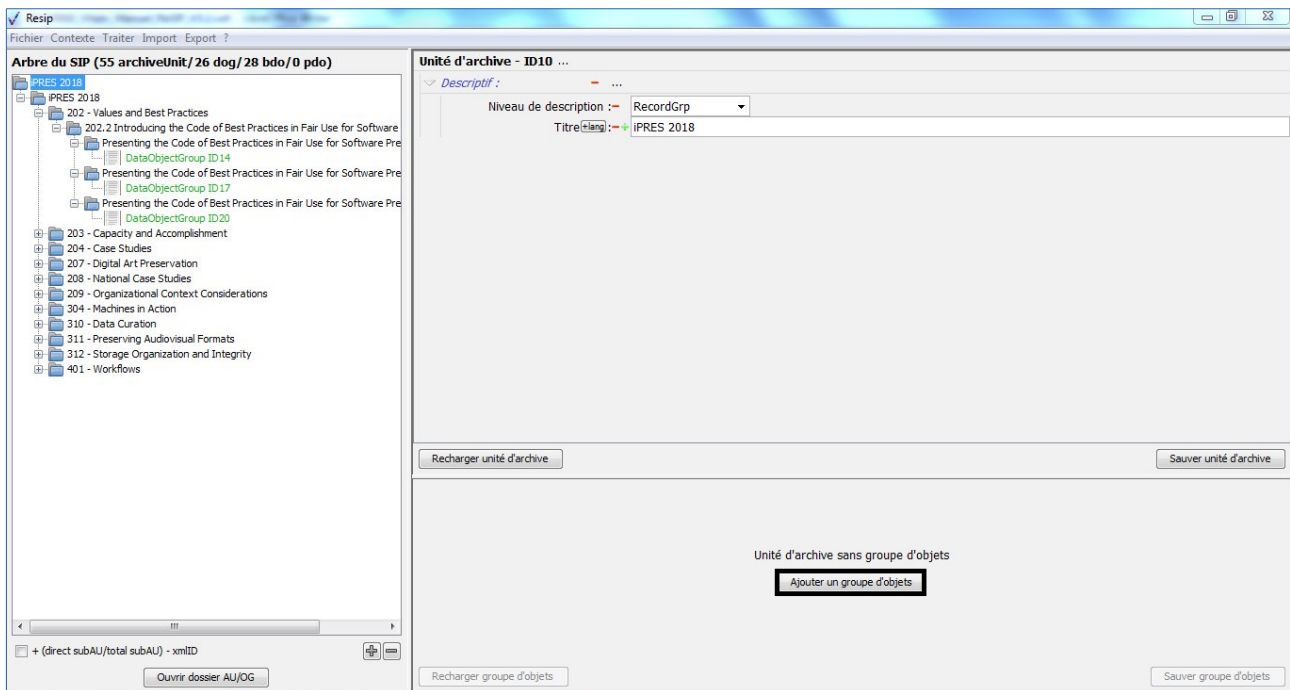 Resip
Fichier Contexte Traiter Import Export ?
Arbre du SIP (55 archiveUnit/26 dog/28 bdo/0 pdo)
iPRES 2018
iPRES 2018
202 - Values and Best Practices
202.2 Introducing the Code of Best Practices in Fair Use for Software
Presenting the Code of Best Practices in Fair Use for Software Pre
DataObjectGroup ID14
Presenting the Code of Best Practices in Fair Use for Software Pre
DataObjectGroup ID17
Presenting the Code of Best Practices in Fair Use for Software Pre
DataObjectGroup ID20
203 - Capacity and Accomplishment
204 - Case Studies
207 - Digital Art Preservation
208 - National Case Studies
209 - Organizational Context Considerations
304 - Machines in Action
310 - Data Curation
311 - Preserving Audiovisual Formats
312 - Storage Organization and Integrity
401 - Workflows
+ (direct subAU/total subAU) - xmlID
Ouvrir dossier AU/OG
Unité d'archive - ID10 ...
Descriptif : - ...
Niveau de description :- RecordGrp
Titre +lang :-+ iPRES 2018
Recharger unité d'archive Sauver unité d'archive
Unité d'archive sans groupe d'objets
Ajouter un groupe d'objets
Recharger groupe d'objets Sauver groupe d'objets